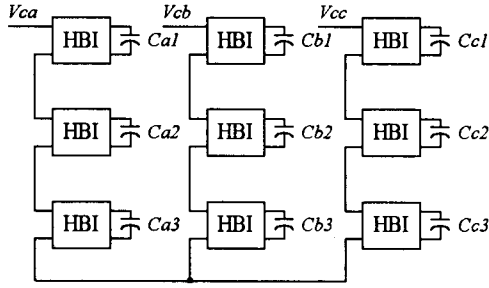 Vca Vcb Vcc
HBI Ca1 HBI Cb1 HBI Cc1
HBI Ca2 HBI Cb2 HBI Cc2
HBI Ca3 HBI Cb3 HBI Cc3